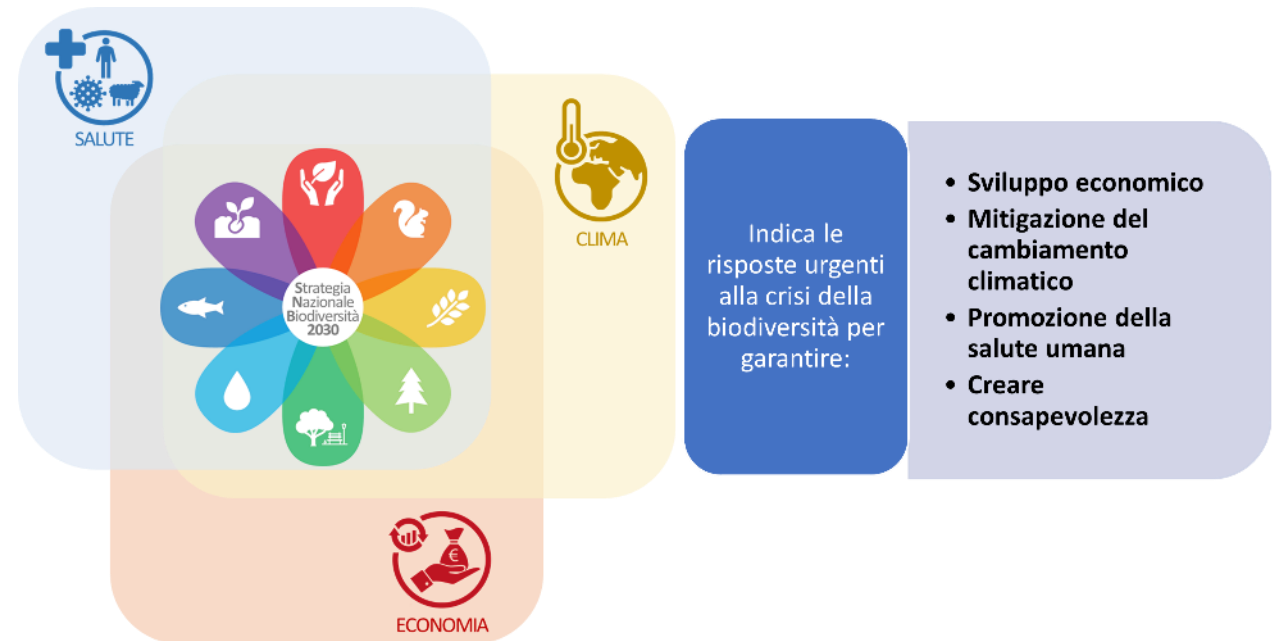 SALUTE
CLIMA
Strategia
Nazionale
Biodiversità
2030
ECONOMIA
€
Indica le
risposte urgenti
alla crisi della
biodiversità per
garantire:
• Sviluppo economico
• Mitigazione del
cambiamento
climatico
• Promozione della
salute umana
• Creare
consapevolezza